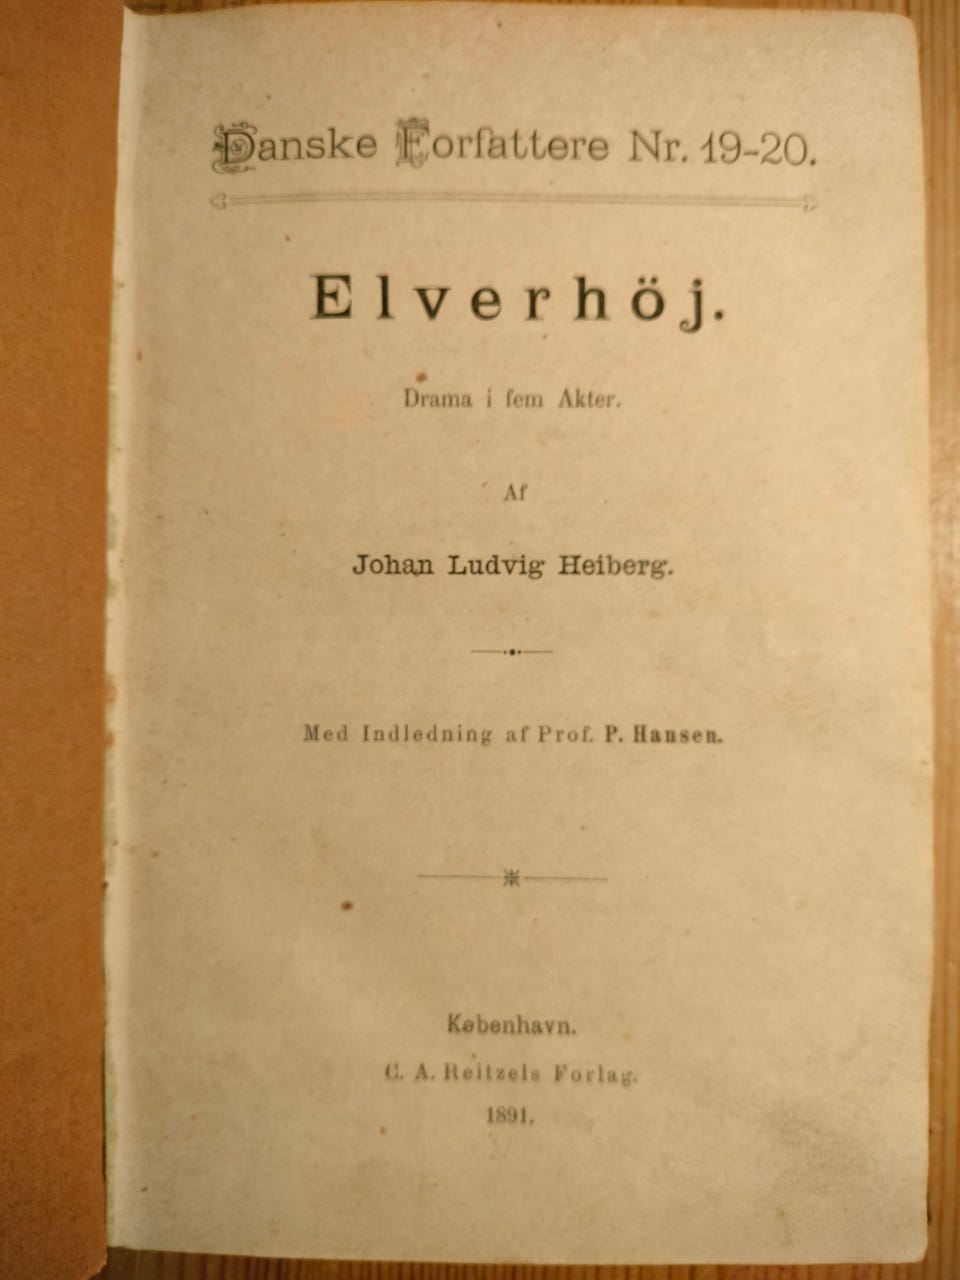 Danske Forfattere Nr. 19-20.
Elverhöj.
Drama i fem Akter.
Af
Johan Ludvig Heiberg.
Med Indledning af Prof. P. Hansen.
København.
C. A. Reitzels Forlag.
1891.